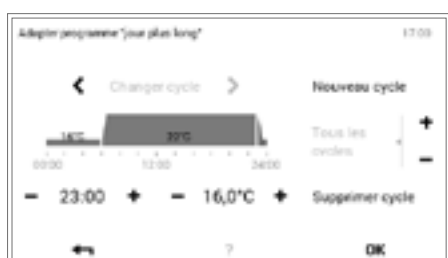 Adapter programme "jour plus long" 17:00
Changer cycle
Nouveau cycle
16°C 20°C
Tous les
cycles
00:00 12:00 24:00
− 23:00 + − 16,0°C + Supprimer cycle
? OK